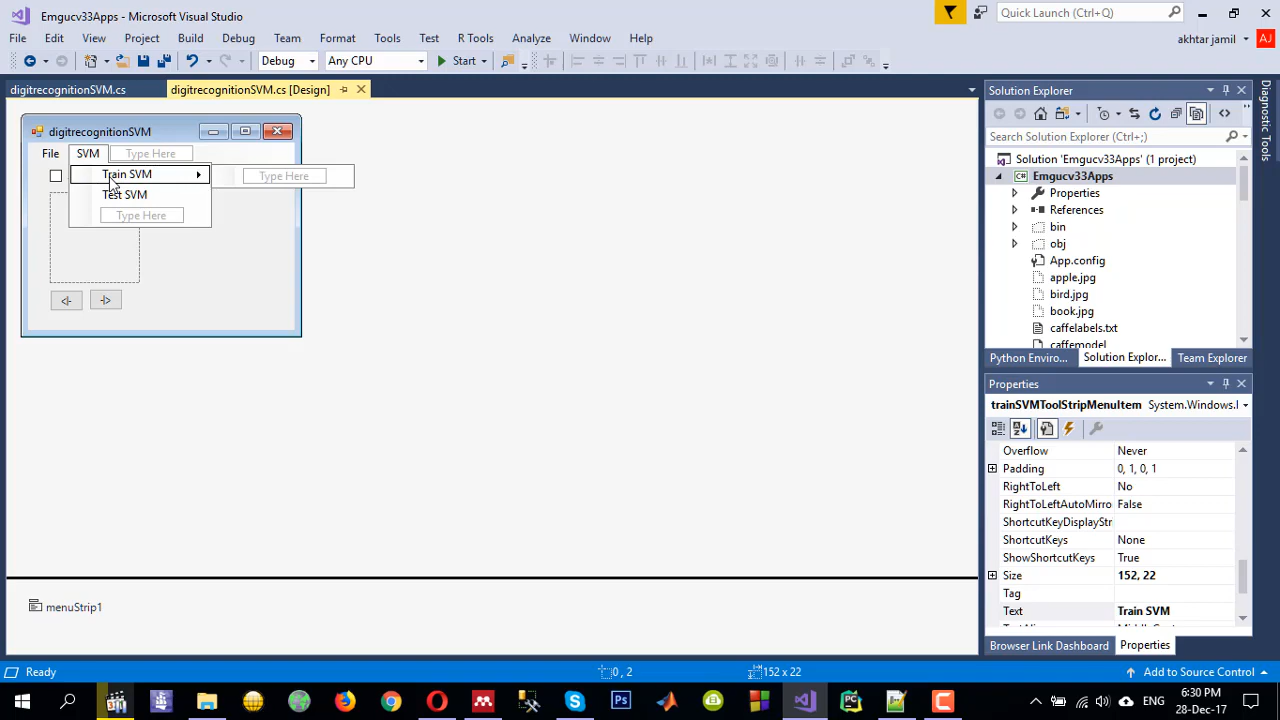 Emgucv33Apps - Microsoft Visual Studio
Quick Launch (Ctrl+Q)
File Edit View Project Build Debug Team Format Tools Test R Tools Analyze Window Help
akhtar jamil AJ
Debug Any CPU Start
digitrecognitionSVM.cs digitrecognitionSVM.cs [Design]
digitrecognitionSVM
File SVM Type Here
Train SVM Type Here
Test SVM
Type Here
<|- -|>
menuStrip1
Solution Explorer
Search Solution Explorer (Ctrl+;)
Solution 'Emgucv33Apps' (1 project)
C# Emgucv33Apps
Properties
References
bin
obj
App.config
apple.jpg
bird.jpg
book.jpg
caffelabels.txt
caffemodel
Python Enviro... Solution Explor... Team Explorer
Diagnostic Tools
Properties
trainSVMToolStripMenuItem System.Windows.I
Overflow Never
Padding 0, 1, 0, 1
RightToLeft No
RightToLeftAutoMirro False
ShortcutKeyDisplayStr
ShortcutKeys None
ShowShortcutKeys True
Size 152, 22
Tag
Text Train SVM
Browser Link Dashboard Properties
Ready 0 , 2 152 x 22 Add to Source Control
Ps PC ENG 6:30 PM
28-Dec-17